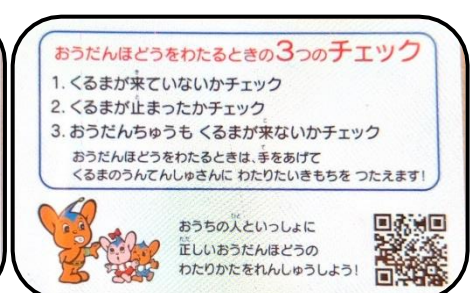 おうだんほどうをわたるときの3つのチェック
1. くるまが来ていないかチェック
2. くるまが止まったかチェック
3. おうだんちゅうも くるまが来ないかチェック
おうだんほどうをわたるときは、手をあげて
くるまのうんてんしゅさんに わたりたいきもちを つたえます!
おうちの人といっしょに
正しいおうだんほどうの
わたりかたをれんしゅうしよう!